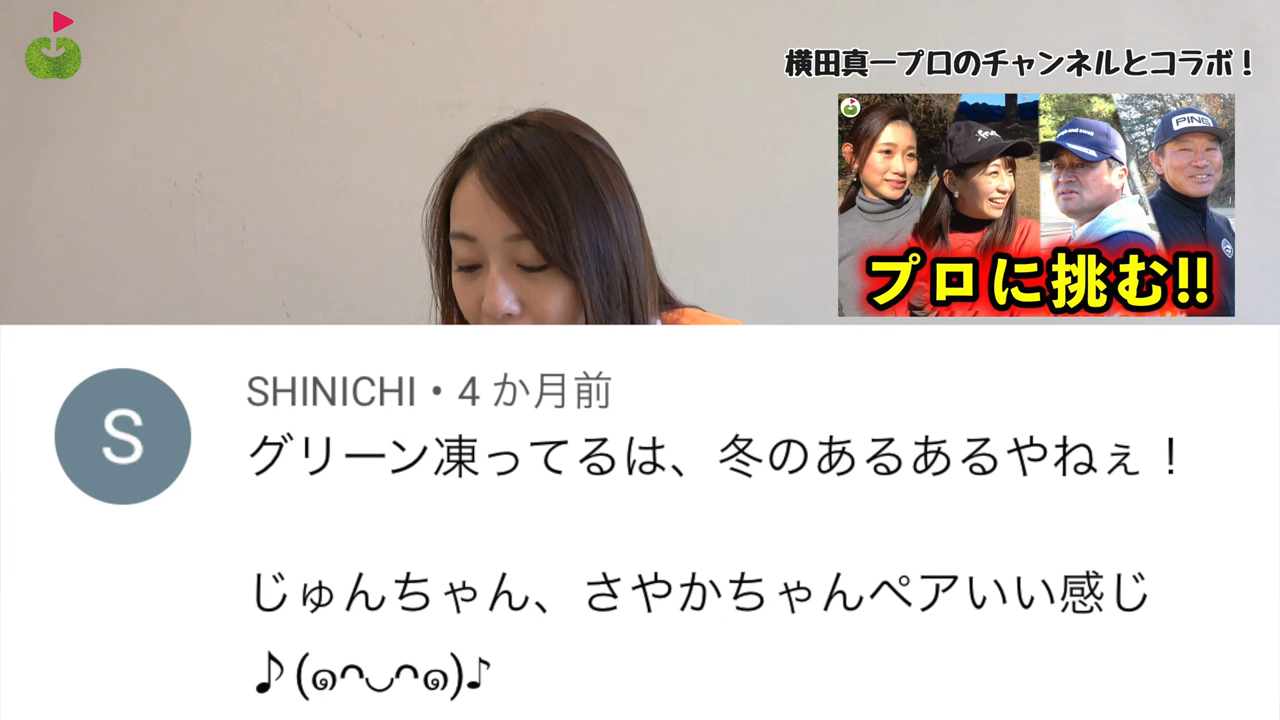 横田真一プロのチャンネルとコラボ！
PING
プロに挑む!!
SHINICHI・4 か月前
グリーン凍ってるは、冬のあるあるやねぇ！
じゅんちゃん、さやかちゃんペアいい感じ
♪(๑ᴖ◡ᴖ๑)♪
S